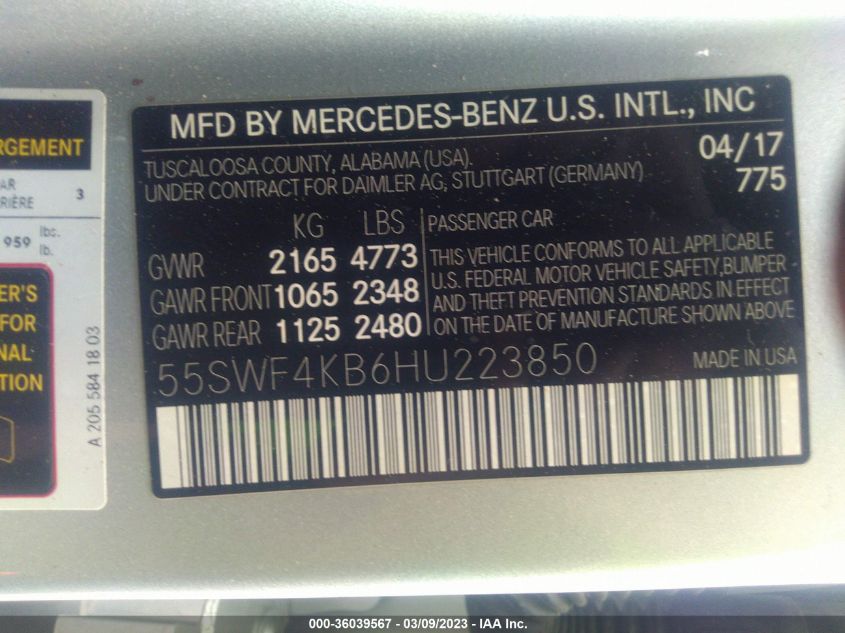 MFD BY MERCEDES-BENZ U.S. INTL., INC
TUSCALOOSA COUNTY, ALABAMA (USA).
UNDER CONTRACT FOR DAIMLER AG, STUTTGART (GERMANY)
04/17
775
KG LBS
GVWR 2165 4773
GAWR FRONT 1065 2348
GAWR REAR 1125 2480
PASSENGER CAR
THIS VEHICLE CONFORMS TO ALL APPLICABLE
U.S. FEDERAL MOTOR VEHICLE SAFETY, BUMPER
AND THEFT PREVENTION STANDARDS IN EFFECT
ON THE DATE OF MANUFACTURE SHOWN ABOVE
55SWF4KB6HU223850
MADE IN USA
RGEMENT
AR
RIÈRE 3
959 lbs.
lb.
ER'S
FOR
NAL
TION
A 205 584 18 03
000-36039567 - 03/09/2023 - IAA Inc.